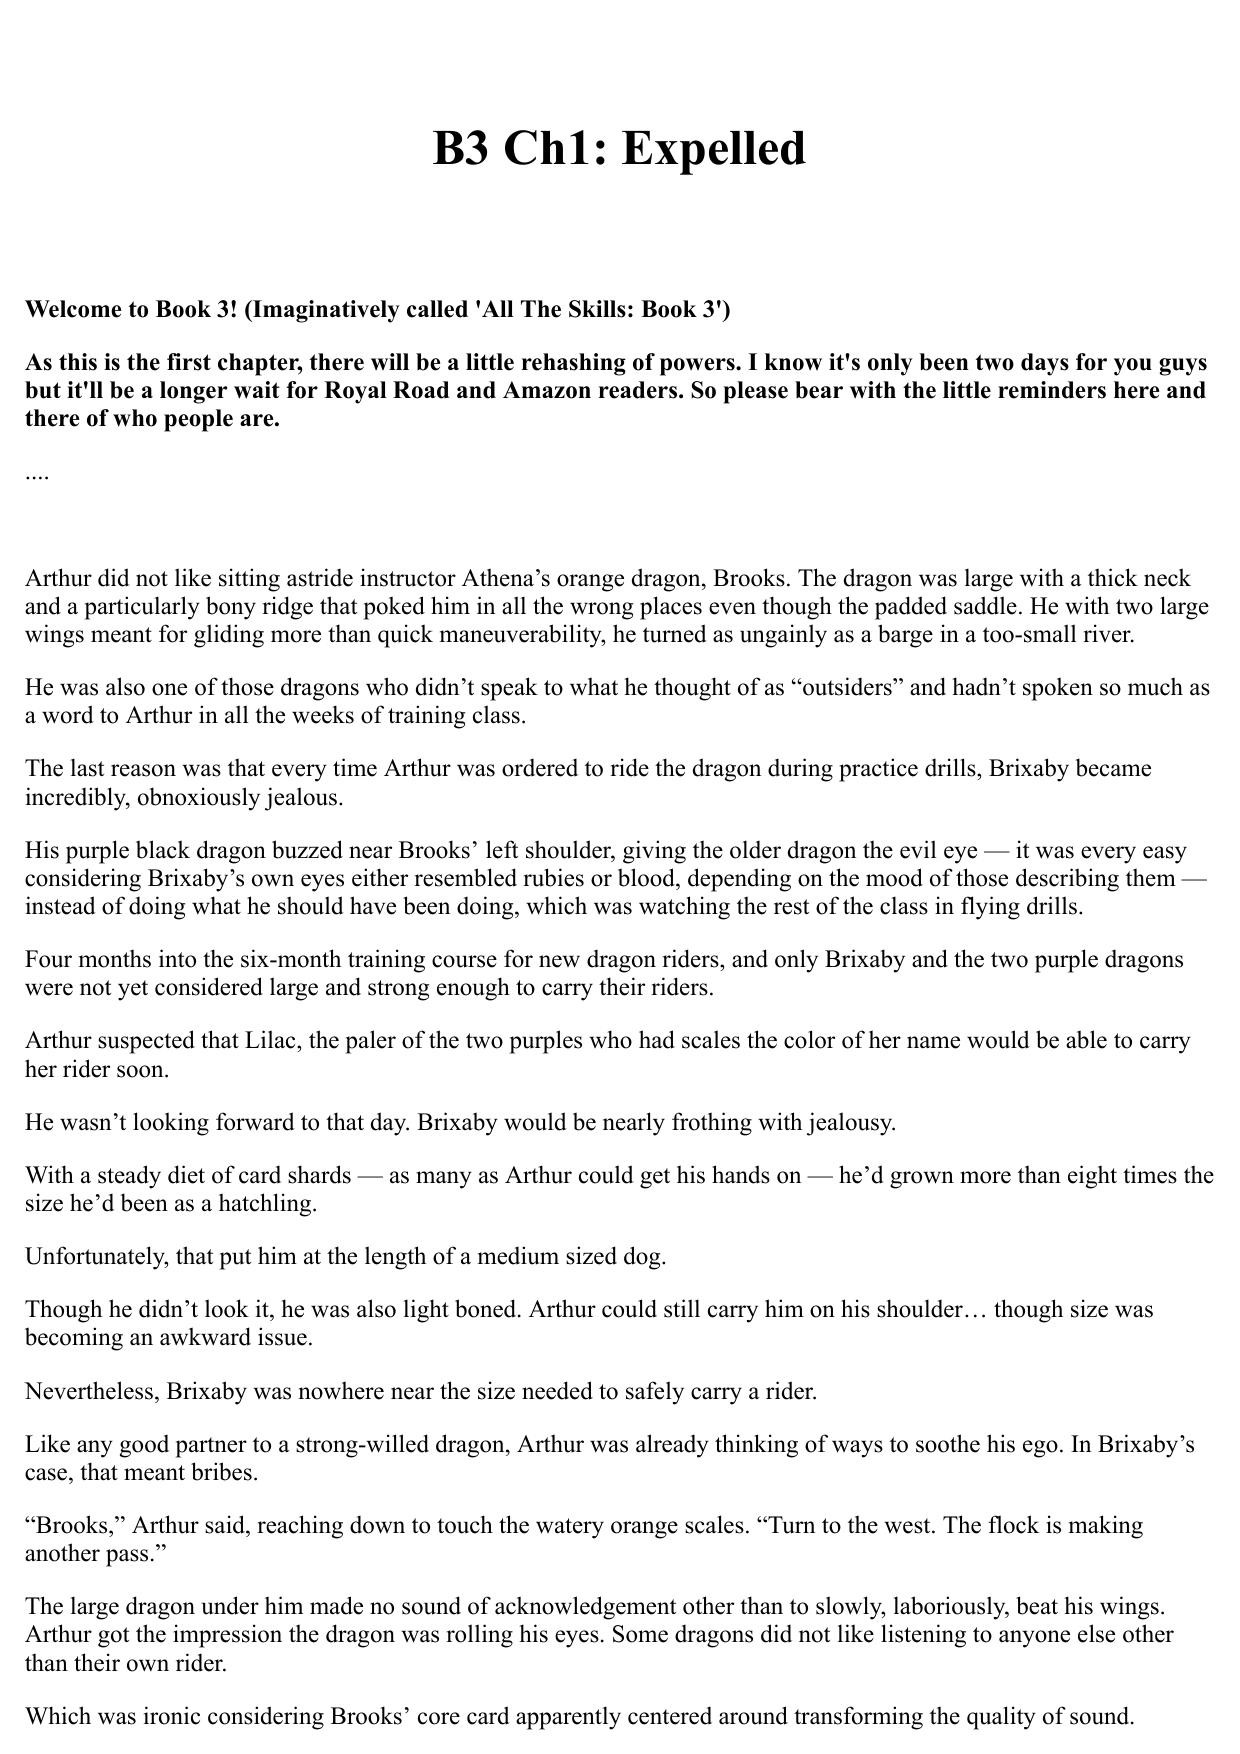 B3 Ch1: Expelled
Welcome to Book 3! (Imaginatively called 'All The Skills: Book 3')
As this is the first chapter, there will be a little rehashing of powers. I know it's only been two days for you guys
but it'll be a longer wait for Royal Road and Amazon readers. So please bear with the little reminders here and
there of who people are.
....
Arthur did not like sitting astride instructor Athena’s orange dragon, Brooks. The dragon was large with a thick neck
and a particularly bony ridge that poked him in all the wrong places even though the padded saddle. He with two large
wings meant for gliding more than quick maneuverability, he turned as ungainly as a barge in a too-small river.
He was also one of those dragons who didn’t speak to what he thought of as “outsiders” and hadn’t spoken so much as
a word to Arthur in all the weeks of training class.
The last reason was that every time Arthur was ordered to ride the dragon during practice drills, Brixaby became
incredibly, obnoxiously jealous.
His purple black dragon buzzed near Brooks’ left shoulder, giving the older dragon the evil eye — it was every easy
considering Brixaby’s own eyes either resembled rubies or blood, depending on the mood of those describing them —
instead of doing what he should have been doing, which was watching the rest of the class in flying drills.
Four months into the six-month training course for new dragon riders, and only Brixaby and the two purple dragons
were not yet considered large and strong enough to carry their riders.
Arthur suspected that Lilac, the paler of the two purples who had scales the color of her name would be able to carry
her rider soon.
He wasn’t looking forward to that day. Brixaby would be nearly frothing with jealousy.
With a steady diet of card shards — as many as Arthur could get his hands on — he’d grown more than eight times the
size he’d been as a hatchling.
Unfortunately, that put him at the length of a medium sized dog.
Though he didn’t look it, he was also light boned. Arthur could still carry him on his shoulder… though size was
becoming an awkward issue.
Nevertheless, Brixaby was nowhere near the size needed to safely carry a rider.
Like any good partner to a strong-willed dragon, Arthur was already thinking of ways to soothe his ego. In Brixaby’s
case, that meant bribes.
“Brooks,” Arthur said, reaching down to touch the watery orange scales. “Turn to the west. The flock is making
another pass.”
The large dragon under him made no sound of acknowledgement other than to slowly, laboriously, beat his wings.
Arthur got the impression the dragon was rolling his eyes. Some dragons did not like listening to anyone else other
than their own rider.
Which was ironic considering Brooks’ core card apparently centered around transforming the quality of sound.